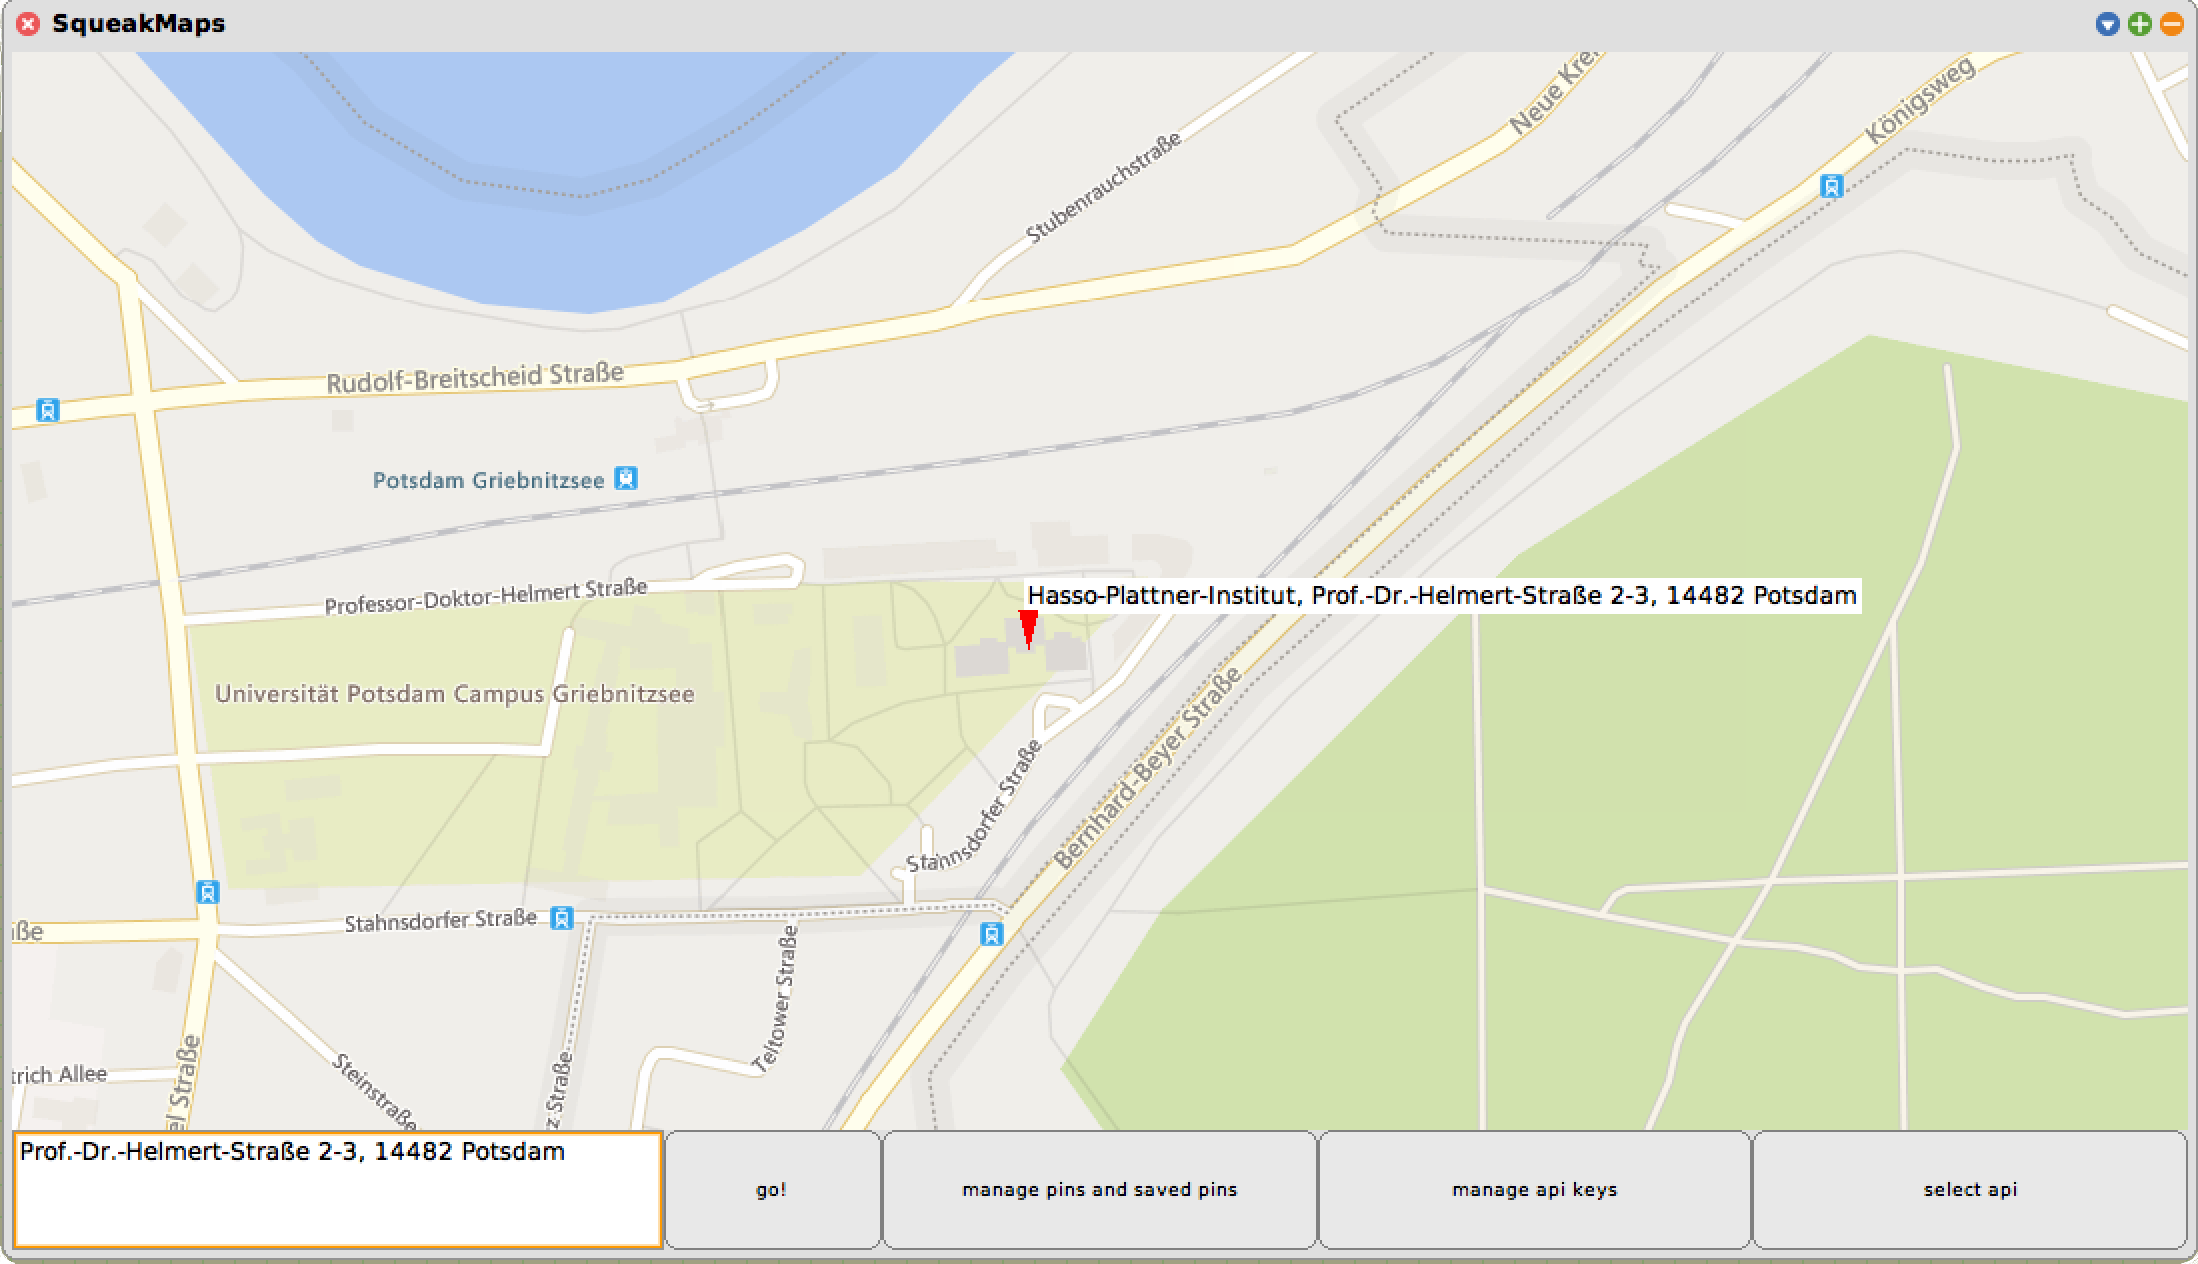 SqueakMaps
Neue Krei
Königsweg
Stubenrauchstraße
Rudolf-Breitscheid Straße
Potsdam Griebnitzsee
Professor-Doktor-Helmert Straße
Hasso-Plattner-Institut, Prof.-Dr.-Helmert-Straße 2-3, 14482 Potsdam
Universität Potsdam Campus Griebnitzsee
Bernhard-Beyer Straße
Stahnsdorfer Straße
Stahnsdorfer Straße
ße
Teltower Straße
trich Allee
el Straße
Steinstraße
z Straße
Prof.-Dr.-Helmert-Straße 2-3, 14482 Potsdam
go!
manage pins and saved pins
manage api keys
select api